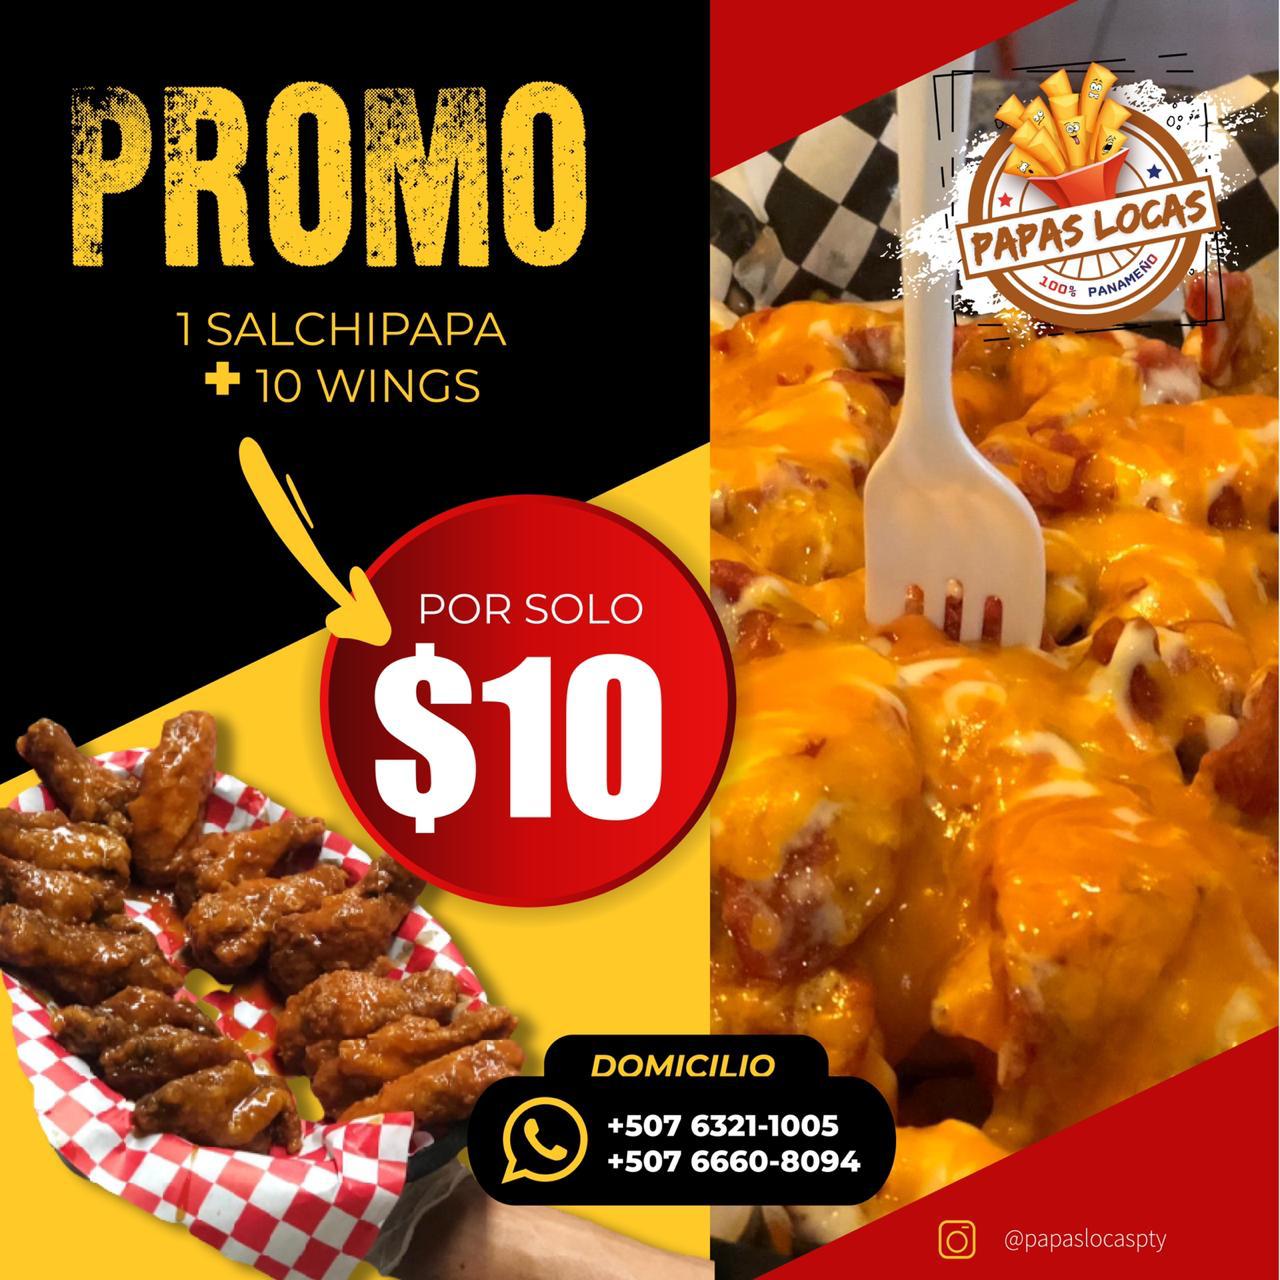 PROMO
1 SALCHIPAPA
+ 10 WINGS
POR SOLO
$10
PAPAS LOCAS
100% PANAMEÑO
DOMICILIO
+507 6321-1005
+507 6660-8094
@papaslocaspty